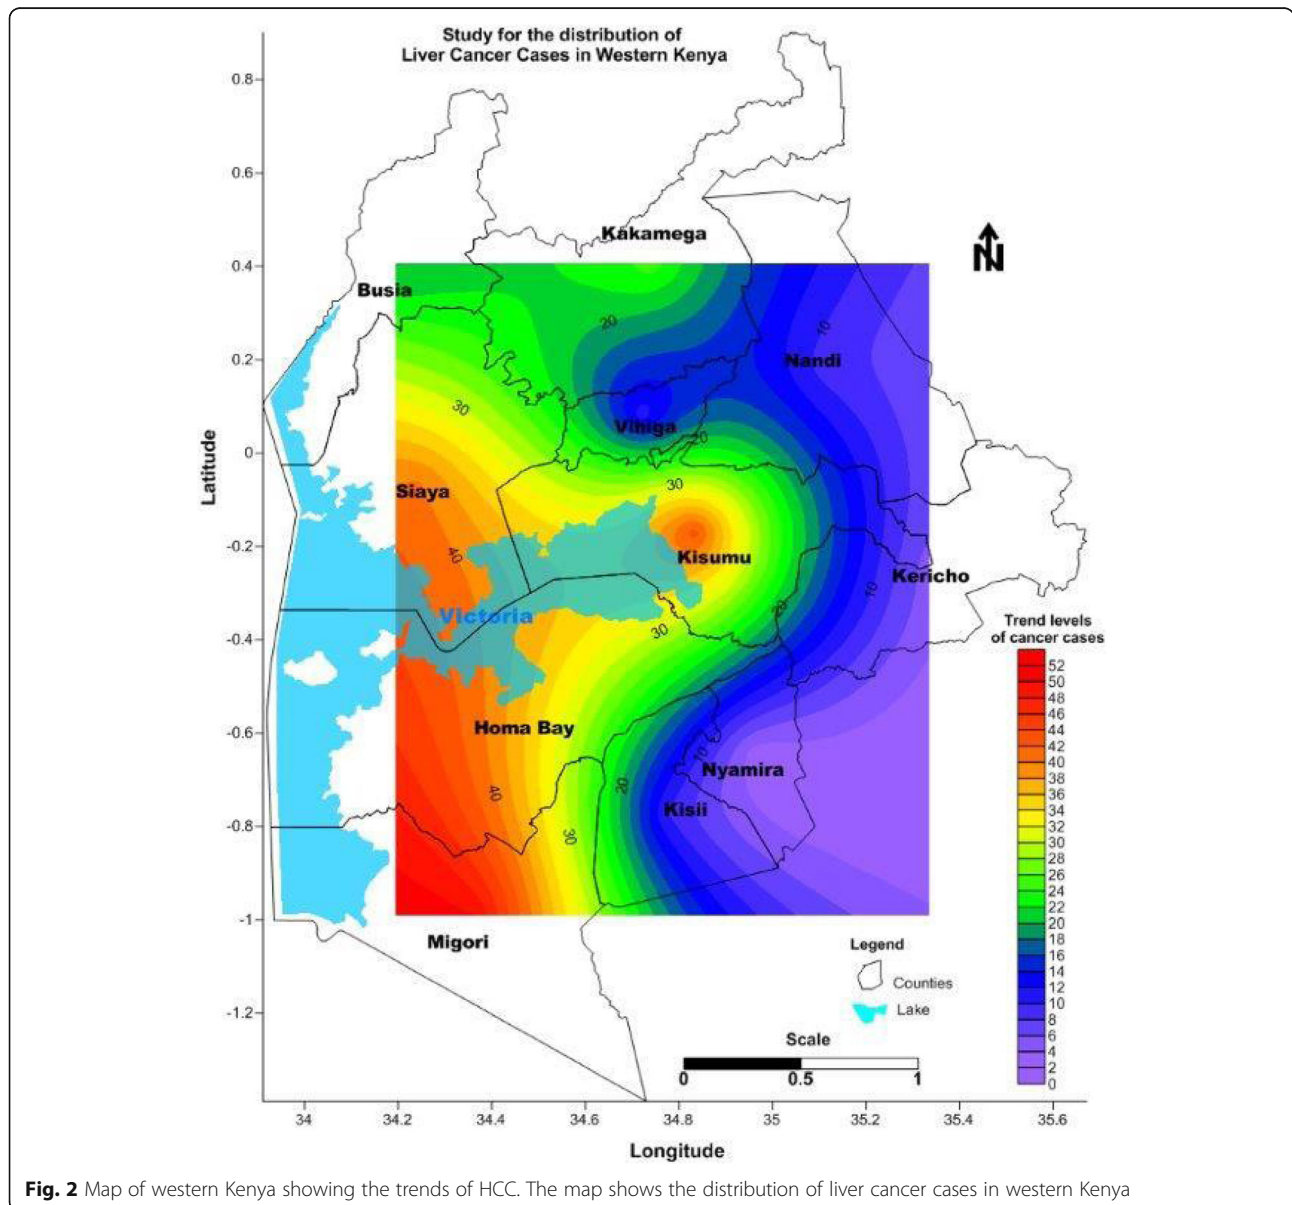 Study for the distribution of
Liver Cancer Cases in Western Kenya
0.8
0.6
0.4
0.2
0
-0.2
-0.4
-0.6
-0.8
-1
-1.2
Latitude
Kakamega
N
Busia
20
10
Nandi
30
Vihiga
20
Siaya
30
40
Kisumu
Kericho
10
20
Victoria
30
Homa Bay
10
Nyamira
20
40
Kisii
30
Migori
Trend levels
of cancer cases
52
50
48
46
44
42
40
38
36
34
32
30
28
26
24
22
20
18
16
14
12
10
8
6
4
2
0
Legend
Counties
Lake
Scale
0 0.5 1
34 34.2 34.4 34.6 34.8 35 35.2 35.4 35.6
Longitude
Fig. 2 Map of western Kenya showing the trends of HCC. The map shows the distribution of liver cancer cases in western Kenya